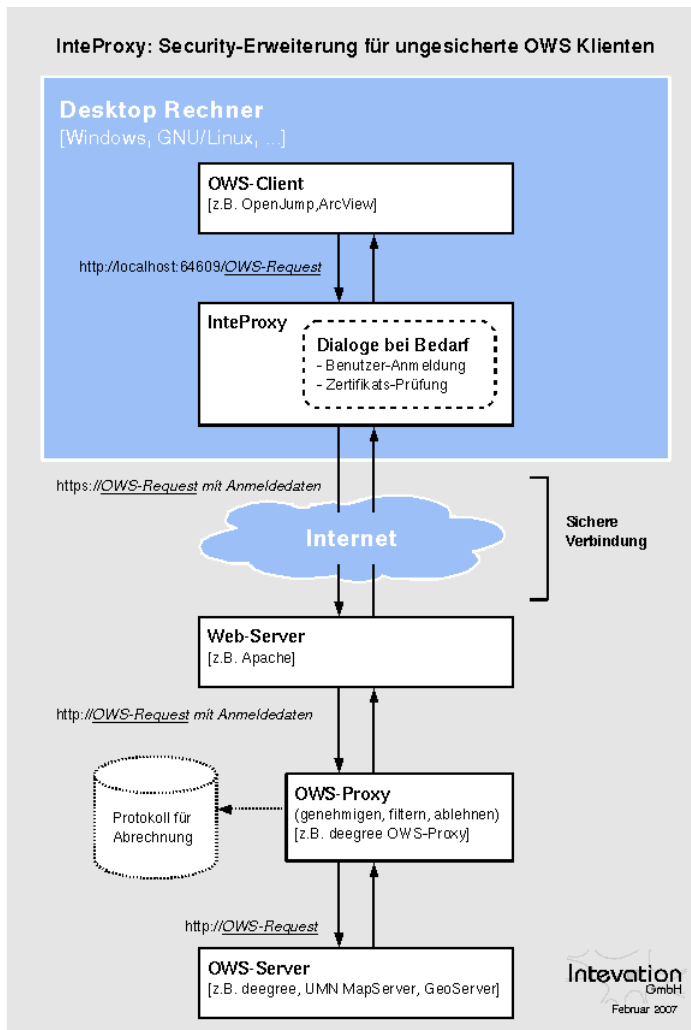 InteProxy: Security-Erweiterung für ungesicherte OWS Klienten
Desktop Rechner
[Windows, GNU/Linux, ...]
OWS-Client
[z.B. OpenJump,ArcView]
http://localhost:64609/OWS-Request
InteProxy
Dialoge bei Bedarf
- Benutzer-Anmeldung
- Zertifikats-Prüfung
https://OWS-Request mit Anmeldedaten
Internet
Sichere
Verbindung
Web-Server
[z.B. Apache]
http://OWS-Request mit Anmeldedaten
OWS-Proxy
(genehmigen, filtern, ablehnen)
[z.B. deegree OWS-Proxy]
Protokoll für
Abrechnung
http://OWS-Request
OWS-Server
[z.B. deegree, UMN MapServer, GeoServer]
Intevation
GmbH
Februar 2007